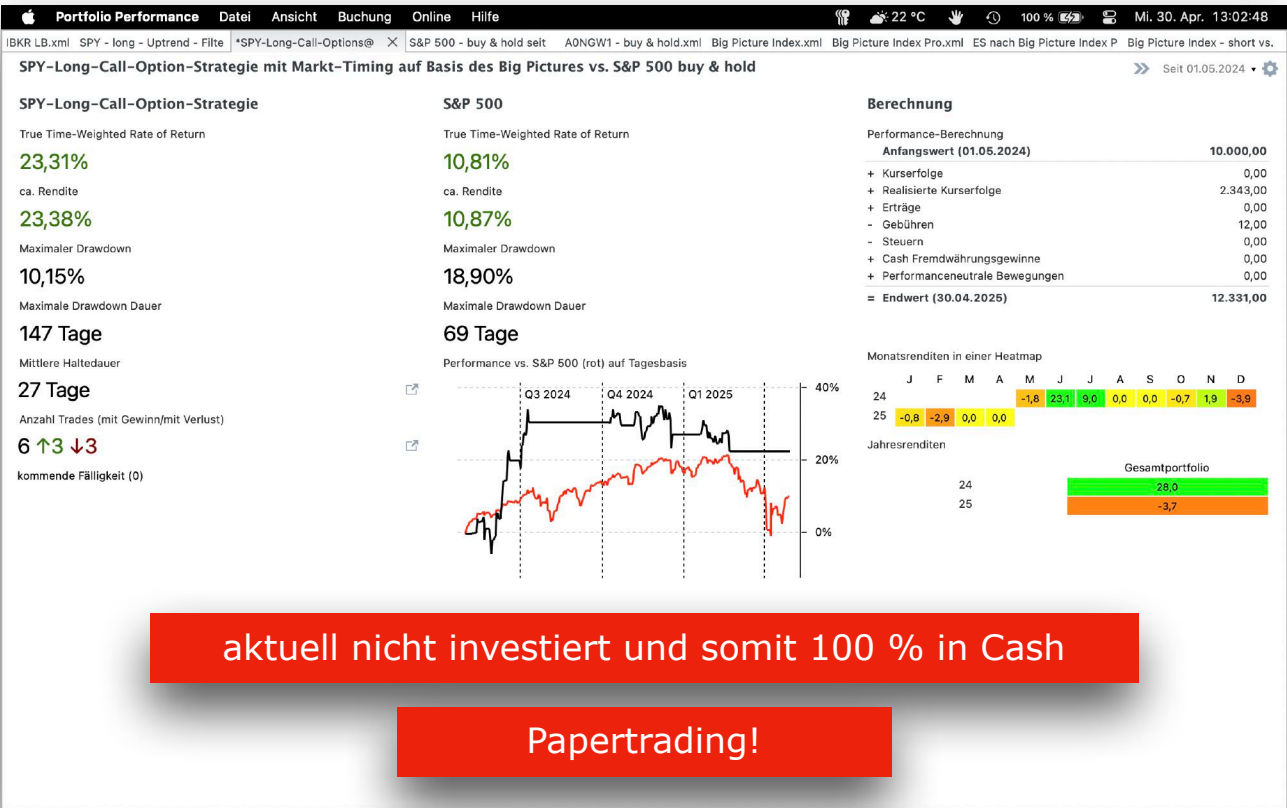 Portfolio Performance Datei Ansicht Buchung Online Hilfe 22 °C 100 % Mi. 30. Apr. 13:02:48
IBKR LB.xml SPY - long - Uptrend - Filte *SPY-Long-Call-Options@ S&P 500 - buy & hold seit A0NGW1 - buy & hold.xml Big Picture Index.xml Big Picture Index Pro.xml ES nach Big Picture Index P Big Picture Index - short vs.
SPY-Long-Call-Option-Strategie mit Markt-Timing auf Basis des Big Pictures vs. S&P 500 buy & hold
Seit 01.05.2024
SPY-Long-Call-Option-Strategie
True Time-Weighted Rate of Return
23,31%
ca. Rendite
23,38%
Maximaler Drawdown
10,15%
Maximale Drawdown Dauer
147 Tage
Mittlere Haltedauer
27 Tage
Anzahl Trades (mit Gewinn/mit Verlust)
6 ↑3 ↓3
kommende Fälligkeit (0)
S&P 500
True Time-Weighted Rate of Return
10,81%
ca. Rendite
10,87%
Maximaler Drawdown
18,90%
Maximale Drawdown Dauer
69 Tage
Performance vs. S&P 500 (rot) auf Tagesbasis
Q3 2024 Q4 2024 Q1 2025
40%
20%
0%
Berechnung
Performance-Berechnung
Anfangswert (01.05.2024) 10.000,00
+ Kurserfolge 0,00
+ Realisierte Kurserfolge 2.343,00
+ Erträge 0,00
- Gebühren 12,00
- Steuern 0,00
+ Cash Fremdwährungsgewinne 0,00
+ Performanceneutrale Bewegungen 0,00
= Endwert (30.04.2025) 12.331,00
Monatsrenditen in einer Heatmap
J F M A M J J A S O N D
24 -1,8 23,1 9,0 0,0 0,0 -0,7 1,9 -3,9
25 -0,8 -2,9 0,0 0,0
Jahresrenditen
Gesamtportfolio
24 28,0
25 -3,7
aktuell nicht investiert und somit 100 % in Cash
Papertrading!